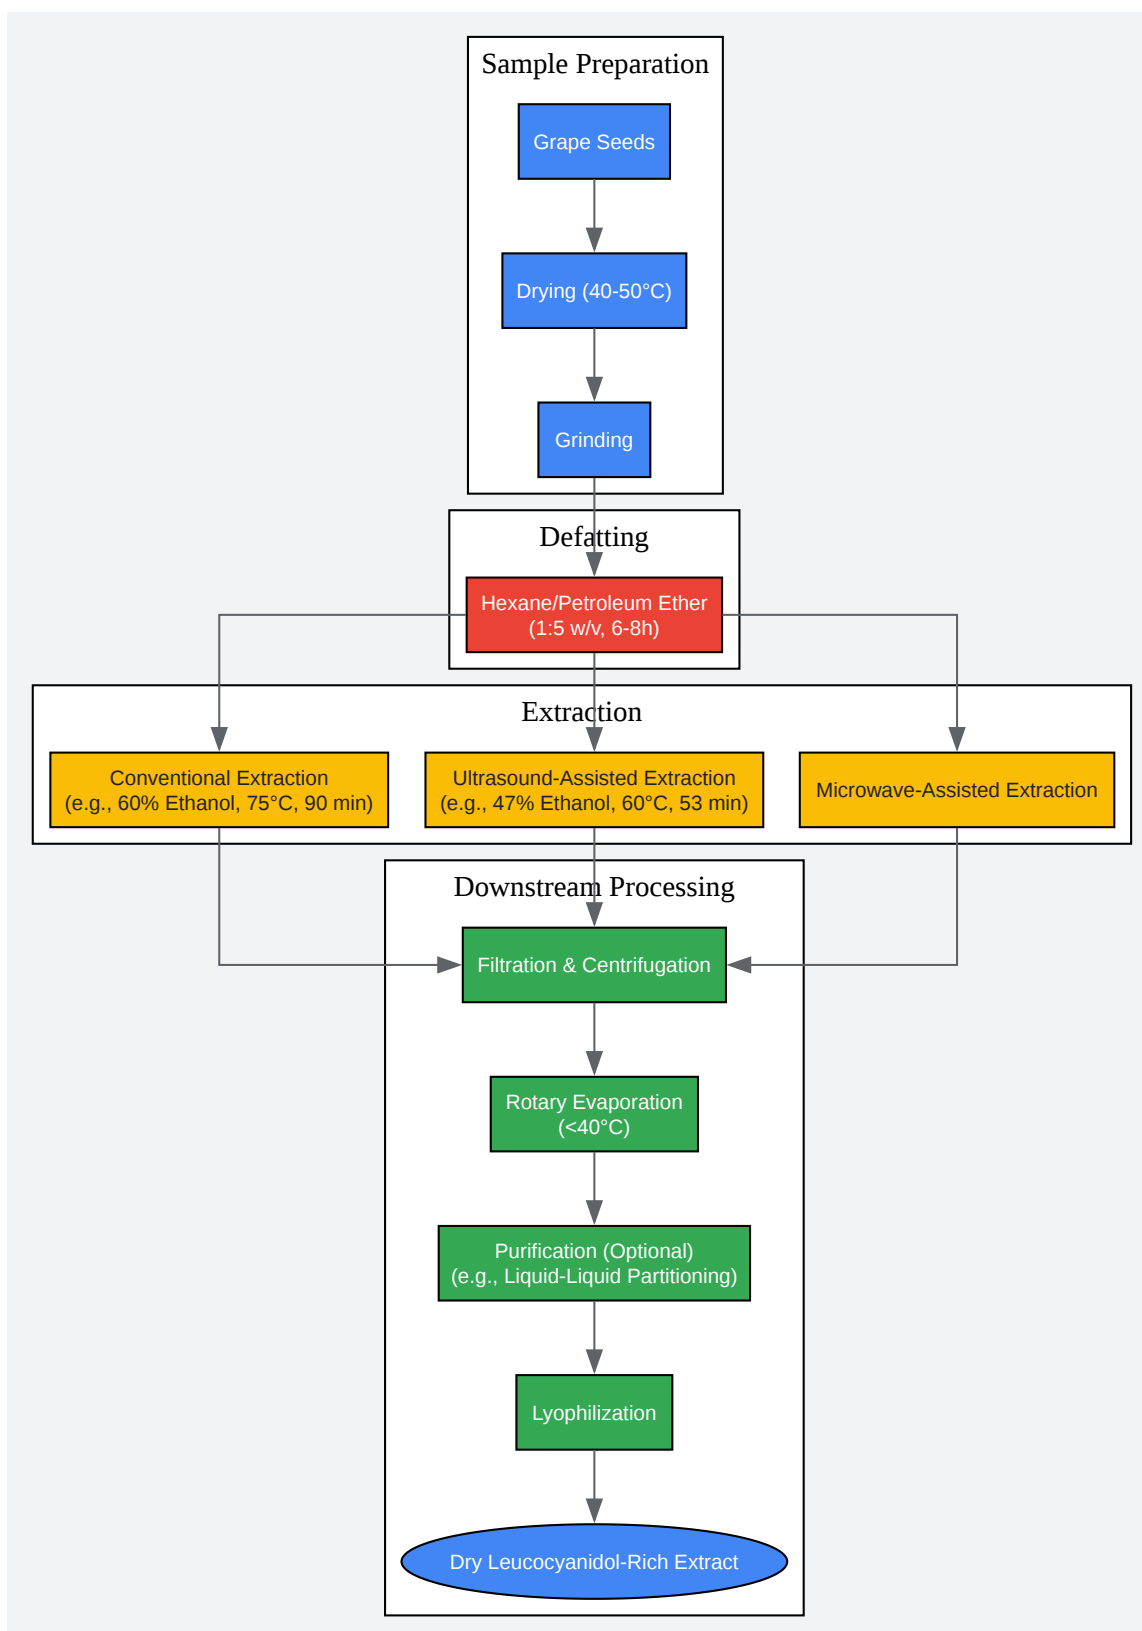 Sample Preparation
Grape Seeds
Drying (40-50°C)
Grinding
Defatting
Hexane/Petroleum Ether
(1:5 w/v, 6-8h)
Extraction
Conventional Extraction
(e.g., 60% Ethanol, 75°C, 90 min)
Ultrasound-Assisted Extraction
(e.g., 47% Ethanol, 60°C, 53 min)
Microwave-Assisted Extraction
Downstream Processing
Filtration & Centrifugation
Rotary Evaporation
(<40°C)
Purification (Optional)
(e.g., Liquid-Liquid Partitioning)
Lyophilization
Dry Leucocyanidol-Rich Extract